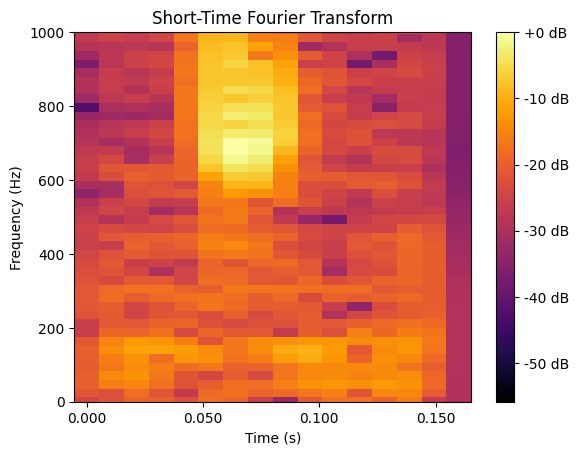 Short-Time Fourier Transform
1000
800
600
400
200
0
Frequency (Hz)
0.000
0.050
0.100
0.150
Time (s)
+0 dB
-10 dB
-20 dB
-30 dB
-40 dB
-50 dB